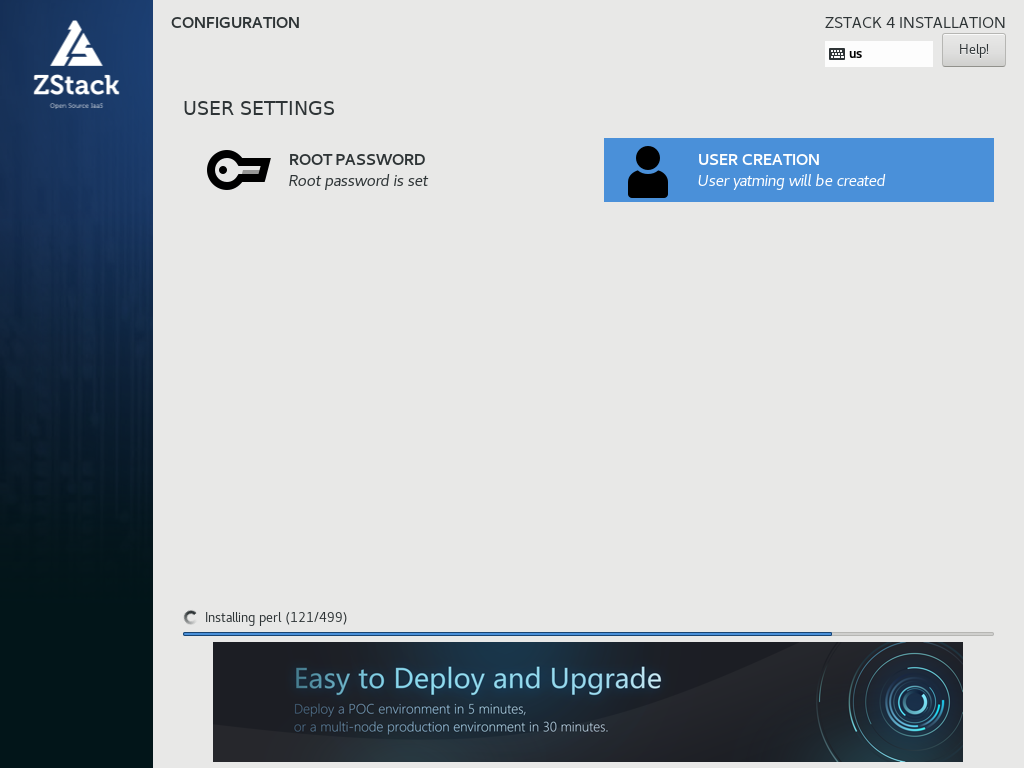 ZStack
Open Source IaaS
CONFIGURATION
ZSTACK 4 INSTALLATION
us
Help!
USER SETTINGS
ROOT PASSWORD
Root password is set
USER CREATION
User yatming will be created
Installing perl (121/499)
Easy to Deploy and Upgrade
Deploy a POC environment in 5 minutes,
or a multi-node production environment in 30 minutes.